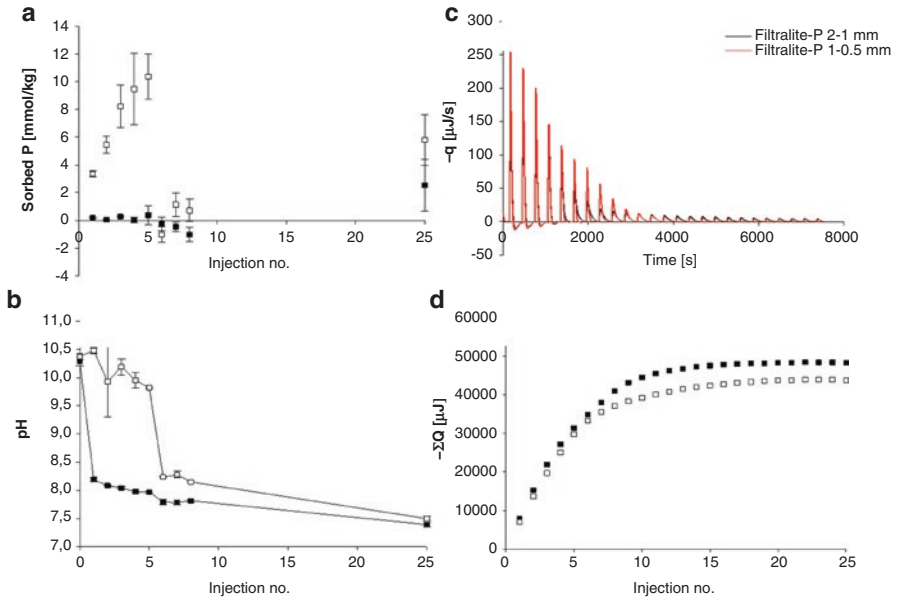 a
14
12
10
8
6
4
2
0
-2
-4
Sorbed P [mmol/kg]
0 5 10 15 20 25
Injection no.
b
11,0
10,5
10,0
9,5
9,0
8,5
8,0
7,5
7,0
pH
0 5 10 15 20 25
Injection no.
c
300
250
200
150
100
50
0
-50
–q [µJ/s]
Filtralite-P 2-1 mm
Filtralite-P 1-0.5 mm
0 2000 4000 6000 8000
Time [s]
d
60000
50000
40000
30000
20000
10000
0
–ΣQ [µJ]
0 5 10 15 20 25
Injection no.